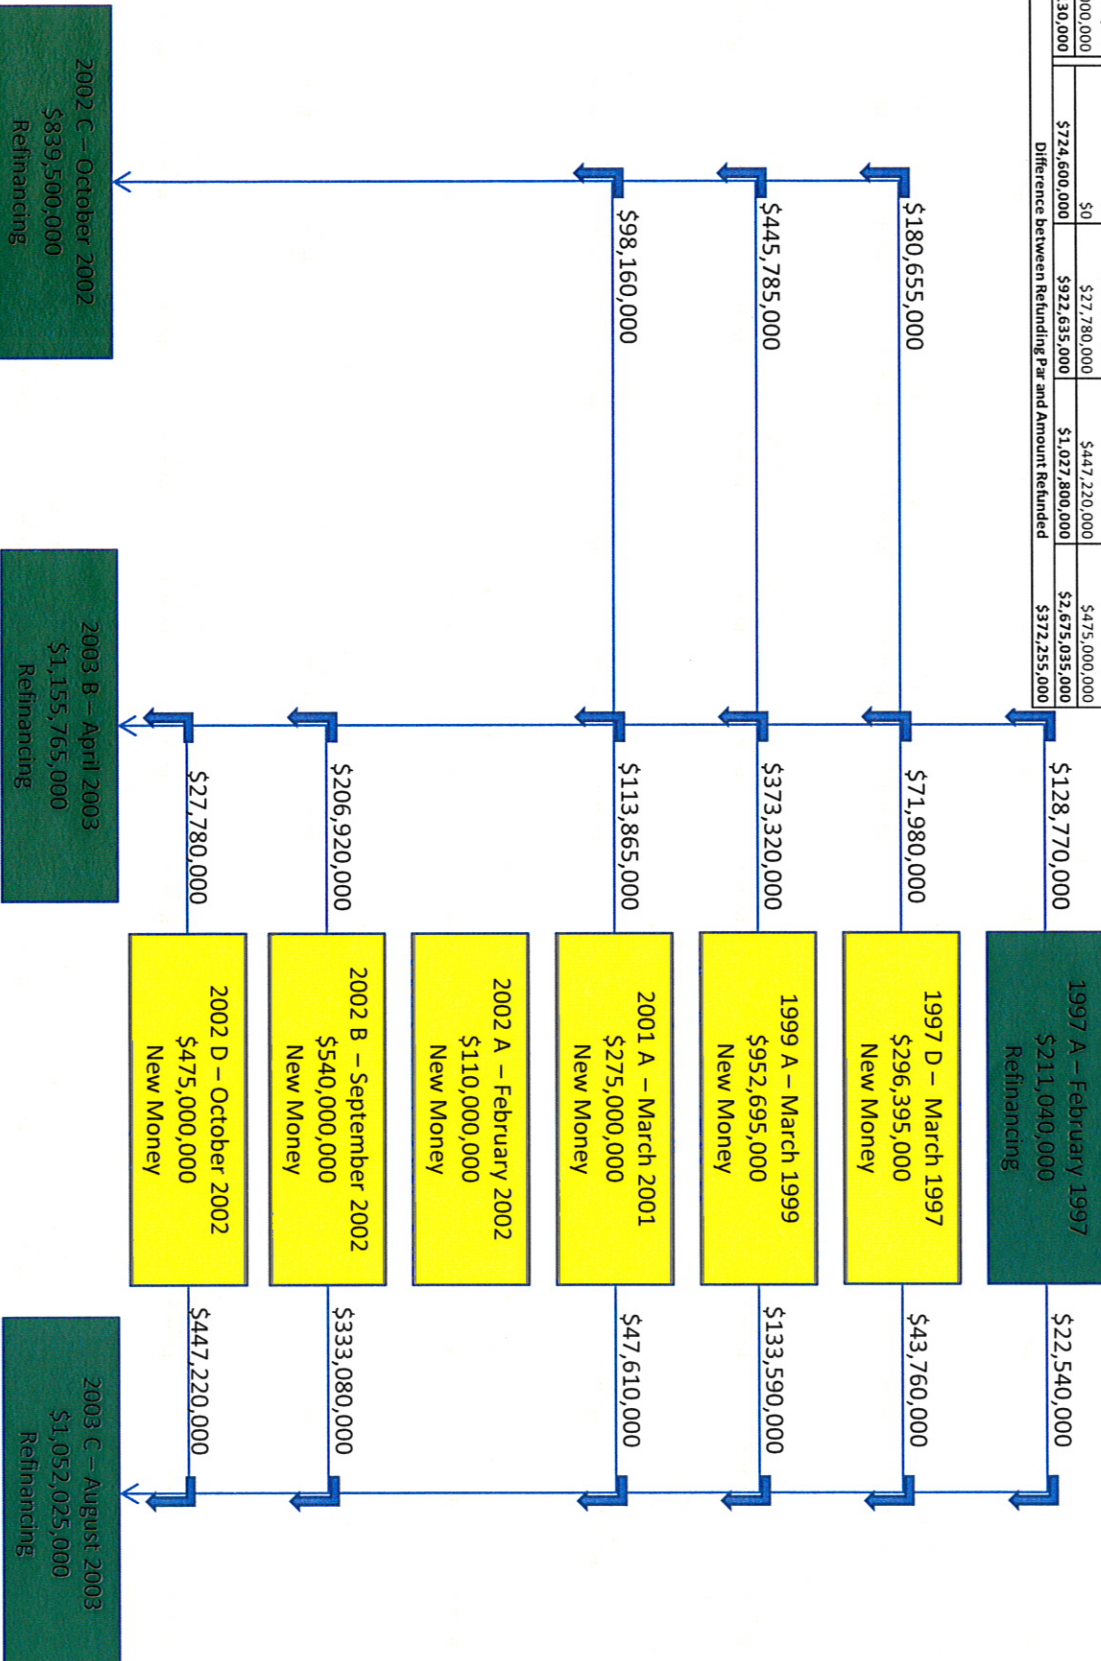 00,000 $0 $27,780,000 $447,220,000 $475,000,000
30,000 $724,600,000 $922,635,000 $1,027,800,000 $2,675,035,000
Difference between Refunding Par and Amount Refunded $372,255,000
$128,770,000
1997 A – February 1997
$211,040,000
Refinancing
$22,540,000
$180,655,000
$71,980,000
1997 D – March 1997
$296,395,000
New Money
$43,760,000
$445,785,000
$373,320,000
1999 A – March 1999
$952,695,000
New Money
$133,590,000
$98,160,000
$113,865,000
2001 A – March 2001
$275,000,000
New Money
$47,610,000
2002 A – February 2002
$110,000,000
New Money
$206,920,000
2002 B – September 2002
$540,000,000
New Money
$333,080,000
$27,780,000
2002 D – October 2002
$475,000,000
New Money
$447,220,000
2002 C – October 2002
$839,500,000
Refinancing
2003 B – April 2003
$1,155,765,000
Refinancing
2003 C – August 2003
$1,052,025,000
Refinancing